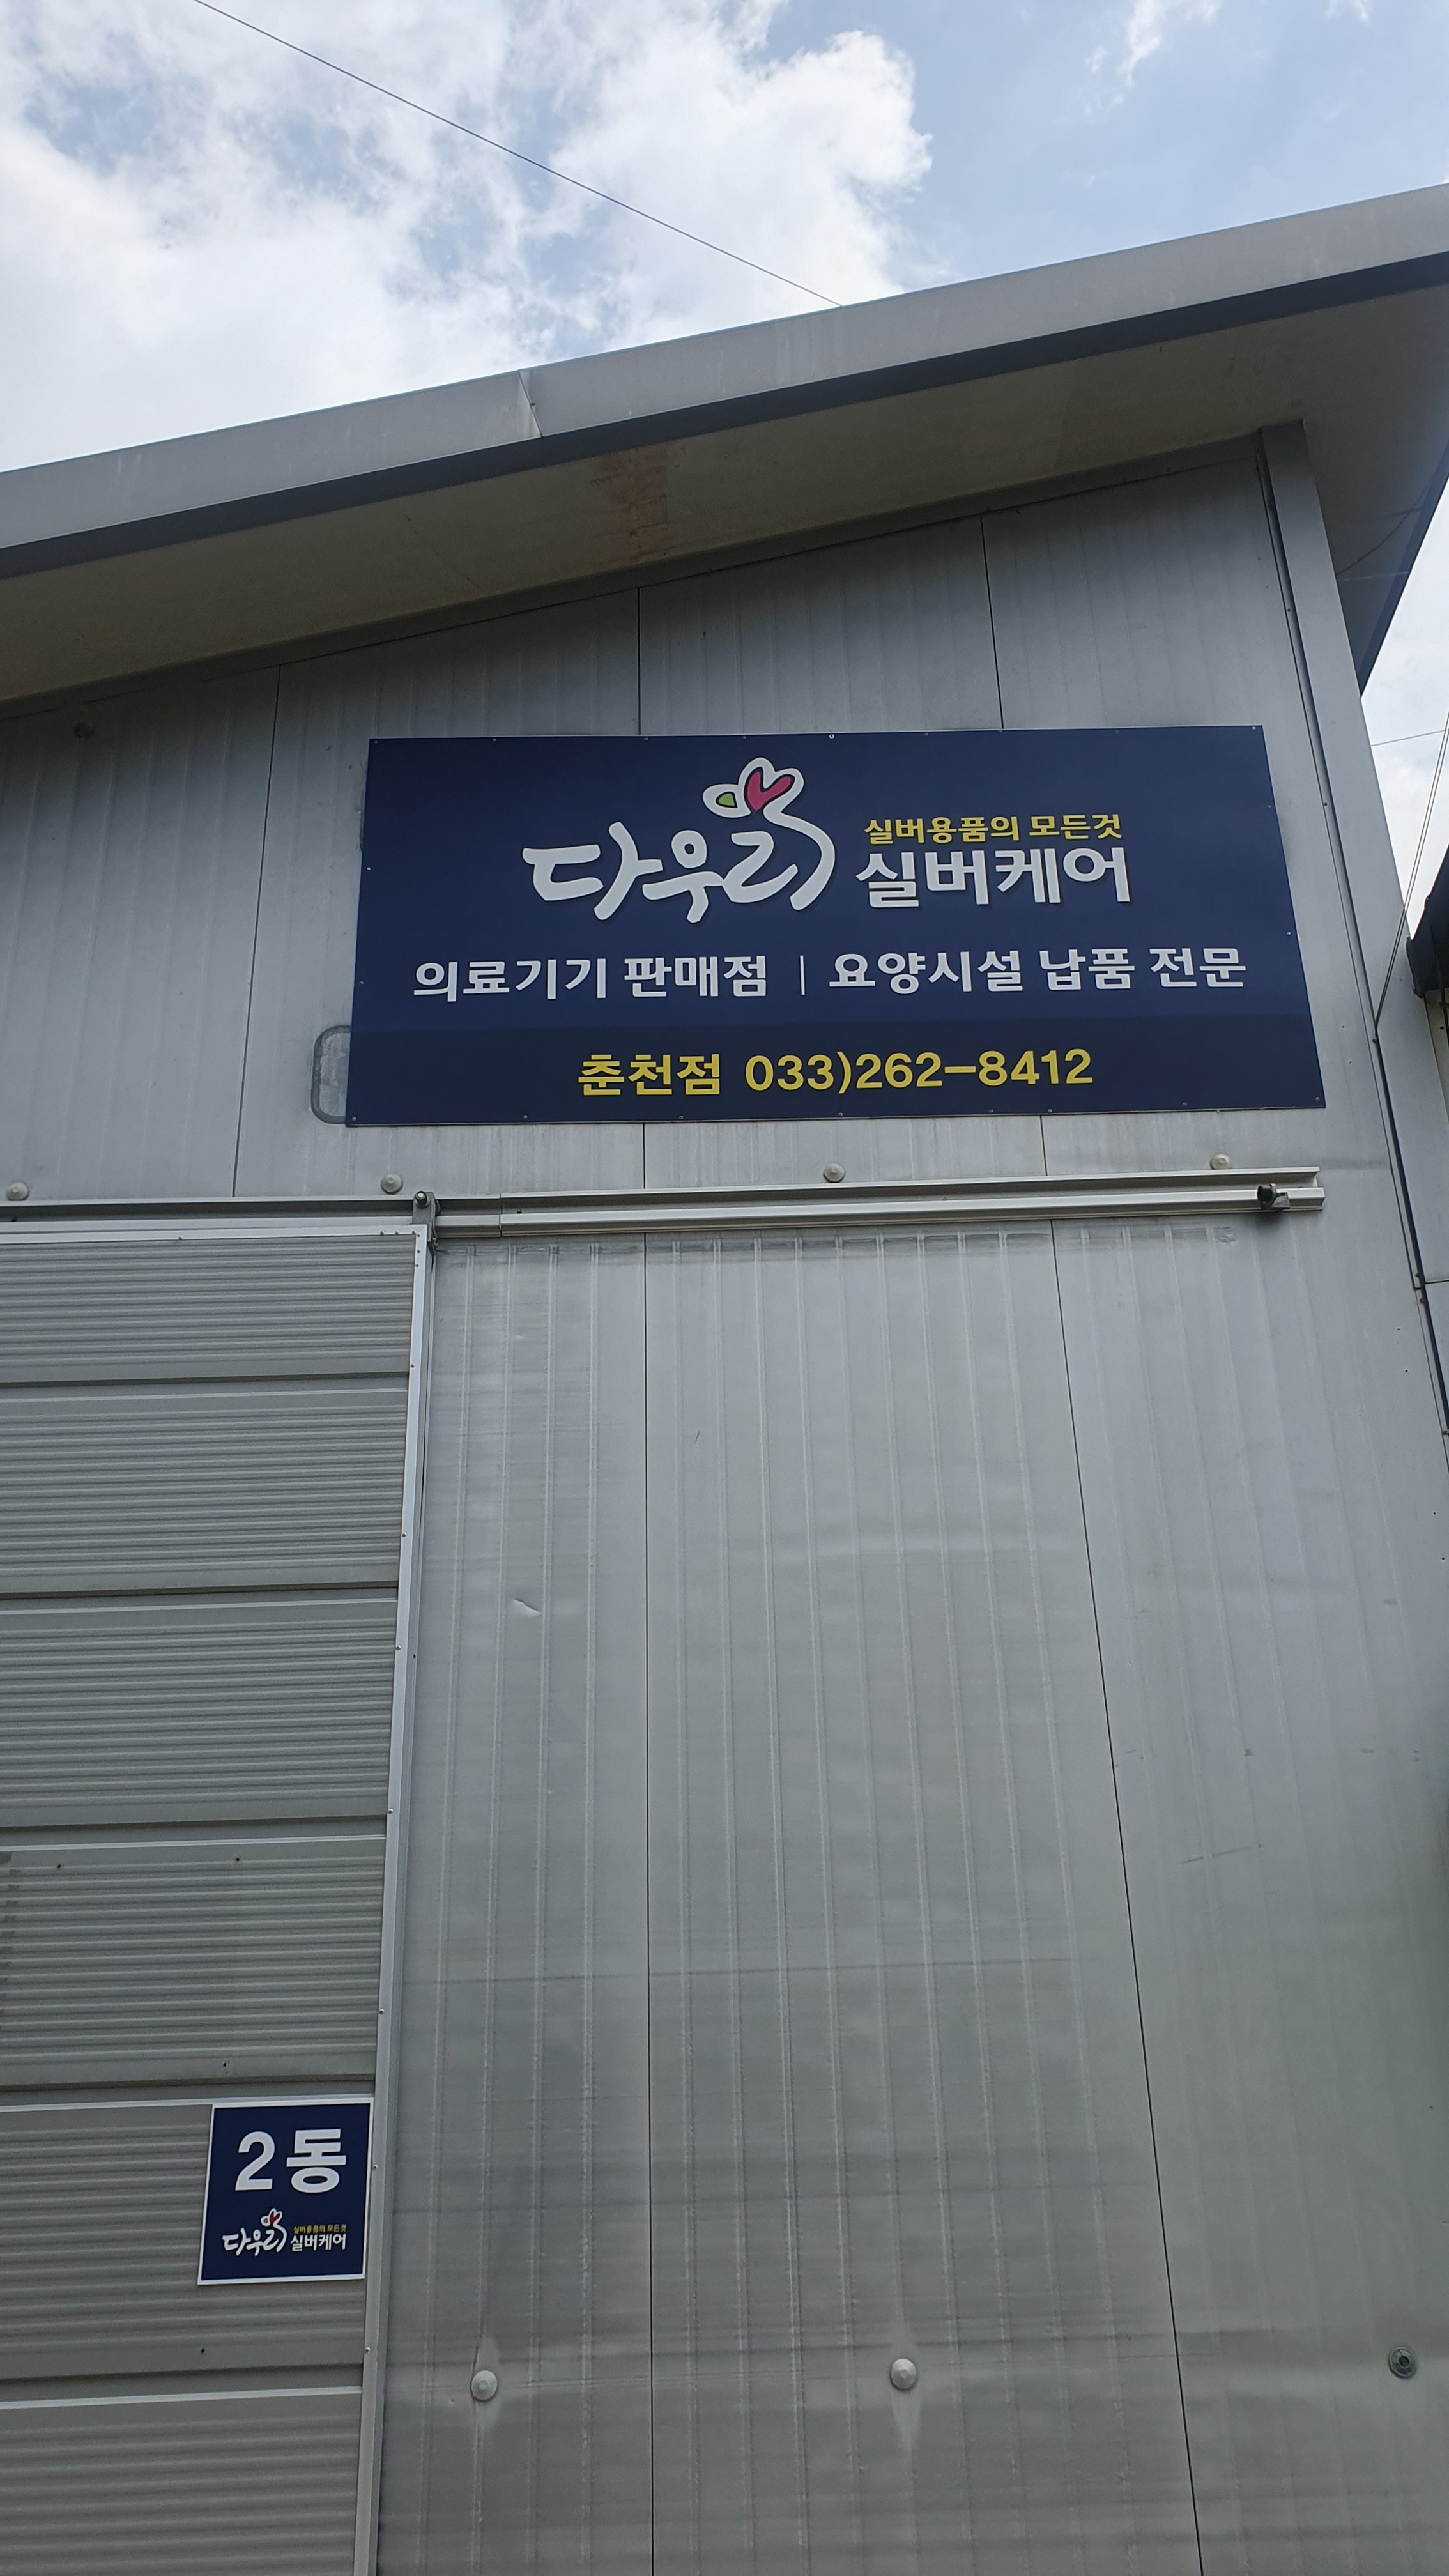 다우리 실버용품의 모든것
실버케어
의료기기 판매점 | 요양시설 납품 전문
춘천점 033)262-8412
2동
다우리 실버용품의 모든것
실버케어